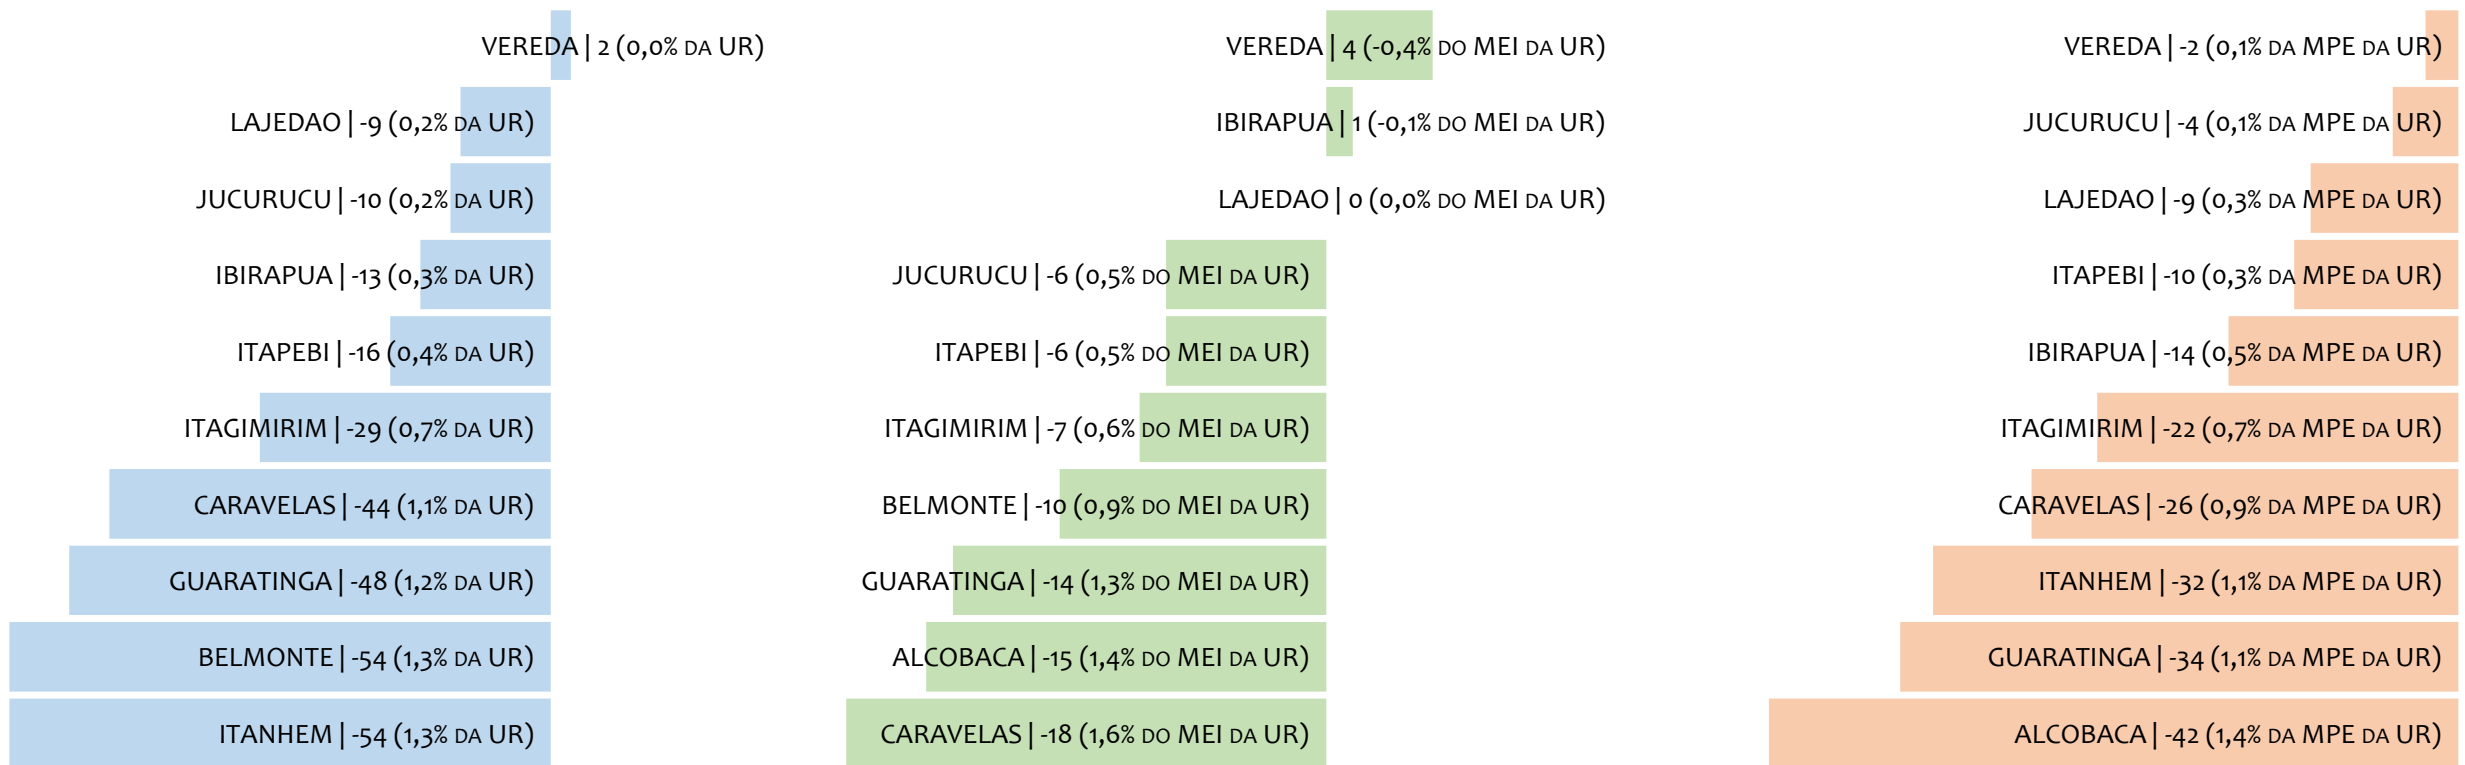 VEREDA | 2 (0,0% DA UR)
LAJEDAO | -9 (0,2% DA UR)
JUCURUCU | -10 (0,2% DA UR)
IBIRAPUA | -13 (0,3% DA UR)
ITAPEBI | -16 (0,4% DA UR)
ITAGIMIRIM | -29 (0,7% DA UR)
CARAVELAS | -44 (1,1% DA UR)
GUARATINGA | -48 (1,2% DA UR)
BELMONTE | -54 (1,3% DA UR)
ITANHEM | -54 (1,3% DA UR)
VEREDA | 4 (-0,4% DO MEI DA UR)
IBIRAPUA | 1 (-0,1% DO MEI DA UR)
LAJEDAO | 0 (0,0% DO MEI DA UR)
JUCURUCU | -6 (0,5% DO MEI DA UR)
ITAPEBI | -6 (0,5% DO MEI DA UR)
ITAGIMIRIM | -7 (0,6% DO MEI DA UR)
BELMONTE | -10 (0,9% DO MEI DA UR)
GUARATINGA | -14 (1,3% DO MEI DA UR)
ALCOBACA | -15 (1,4% DO MEI DA UR)
CARAVELAS | -18 (1,6% DO MEI DA UR)
VEREDA | -2 (0,1% DA MPE DA UR)
JUCURUCU | -4 (0,1% DA MPE DA UR)
LAJEDAO | -9 (0,3% DA MPE DA UR)
ITAPEBI | -10 (0,3% DA MPE DA UR)
IBIRAPUA | -14 (0,5% DA MPE DA UR)
ITAGIMIRIM | -22 (0,7% DA MPE DA UR)
CARAVELAS | -26 (0,9% DA MPE DA UR)
ITANHEM | -32 (1,1% DA MPE DA UR)
GUARATINGA | -34 (1,1% DA MPE DA UR)
ALCOBACA | -42 (1,4% DA MPE DA UR)